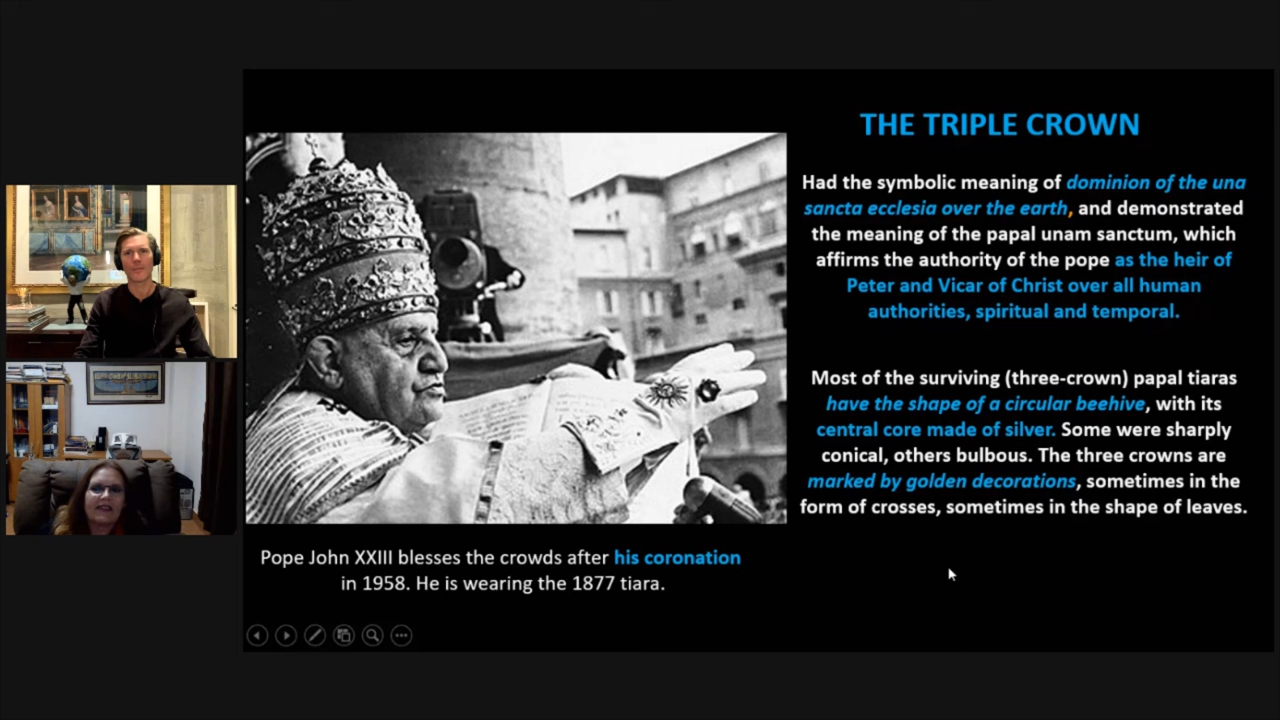 THE TRIPLE CROWN
Had the symbolic meaning of dominion of the una
sancta ecclesia over the earth, and demonstrated
the meaning of the papal unam sanctum, which
affirms the authority of the pope as the heir of
Peter and Vicar of Christ over all human
authorities, spiritual and temporal.
Most of the surviving (three-crown) papal tiaras
have the shape of a circular beehive, with its
central core made of silver. Some were sharply
conical, others bulbous. The three crowns are
marked by golden decorations, sometimes in the
form of crosses, sometimes in the shape of leaves.
Pope John XXIII blesses the crowds after his coronation
in 1958. He is wearing the 1877 tiara.